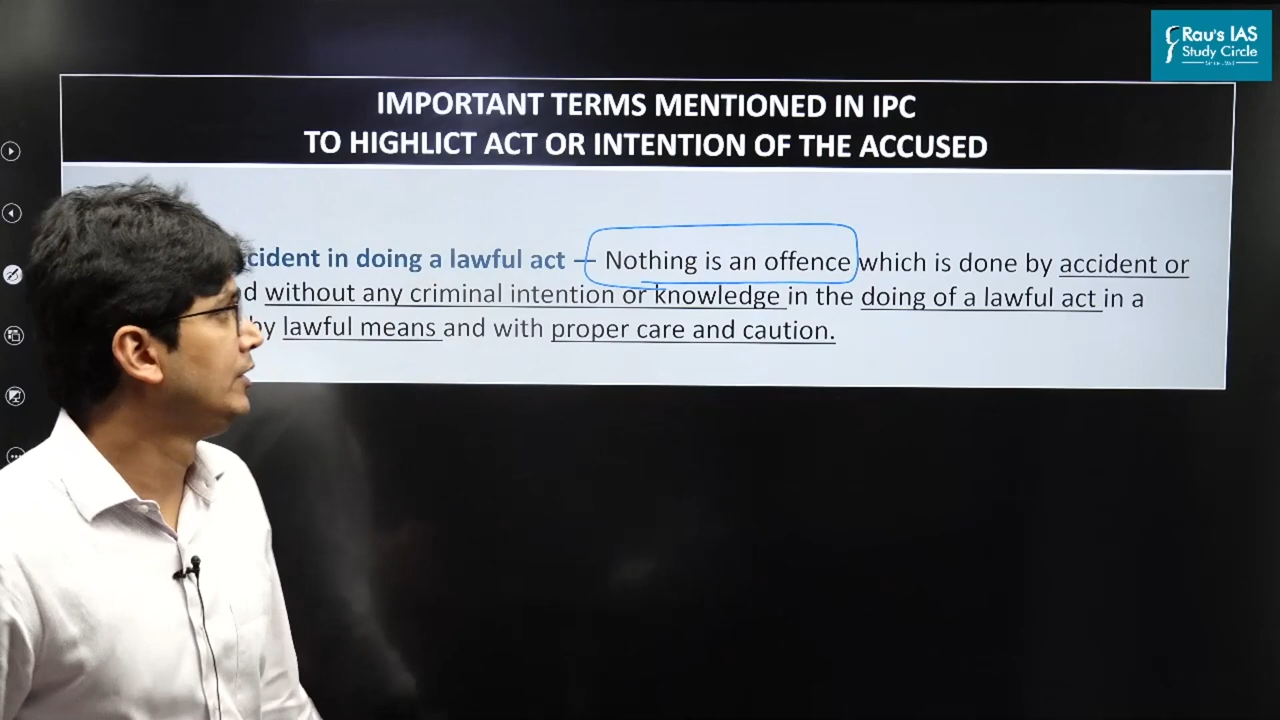 Rau's IAS
Study Circle
IMPORTANT TERMS MENTIONED IN IPC
TO HIGHLICT ACT OR INTENTION OF THE ACCUSED
cident in doing a lawful act — Nothing is an offence which is done by accident or
d without any criminal intention or knowledge in the doing of a lawful act in a
by lawful means and with proper care and caution.